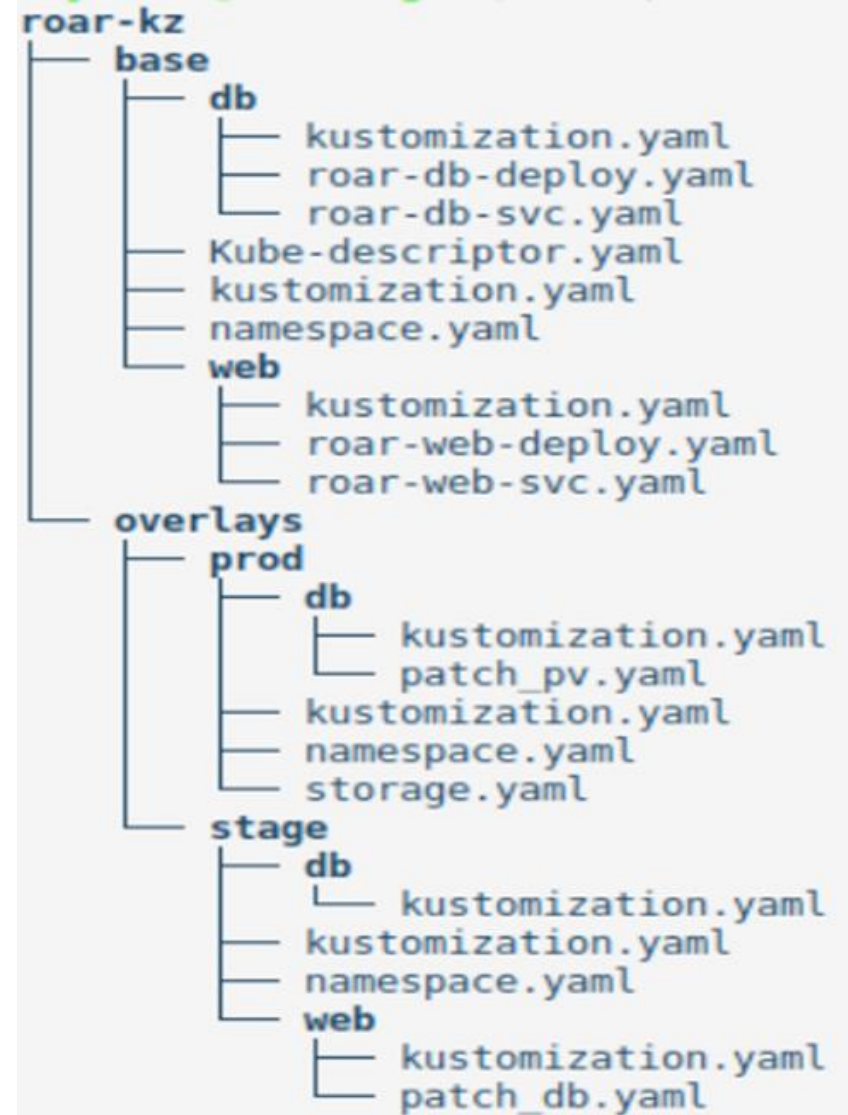 roar-kz
base
db
kustomization.yaml
roar-db-deploy.yaml
roar-db-svc.yaml
Kube-descriptor.yaml
kustomization.yaml
namespace.yaml
web
kustomization.yaml
roar-web-deploy.yaml
roar-web-svc.yaml
overlays
prod
db
kustomization.yaml
patch_pv.yaml
kustomization.yaml
namespace.yaml
storage.yaml
stage
db
kustomization.yaml
kustomization.yaml
namespace.yaml
web
kustomization.yaml
patch_db.yaml